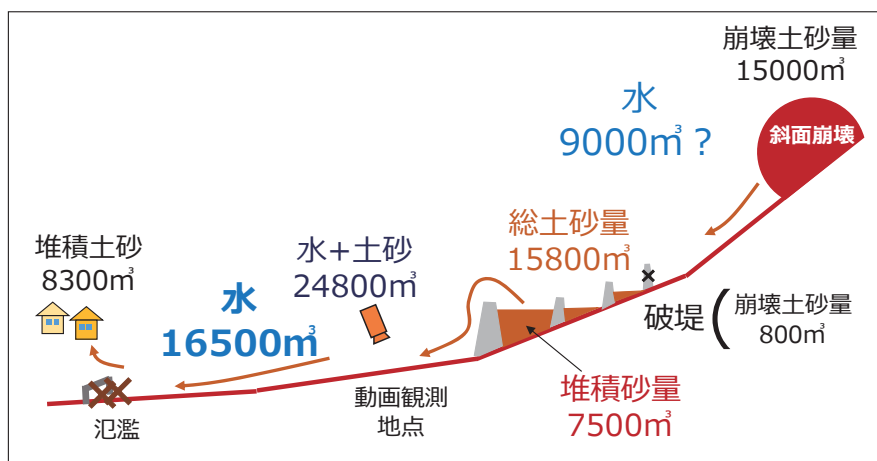 崩壊土砂量
15000㎥
水
9000㎥ ?
斜面崩壊
総土砂量
15800㎥
水+土砂
24800㎥
堆積土砂
8300㎥
水
16500㎥
破堤
崩壊土砂量
800㎥
堆積砂量
7500㎥
動画観測
地点
氾濫